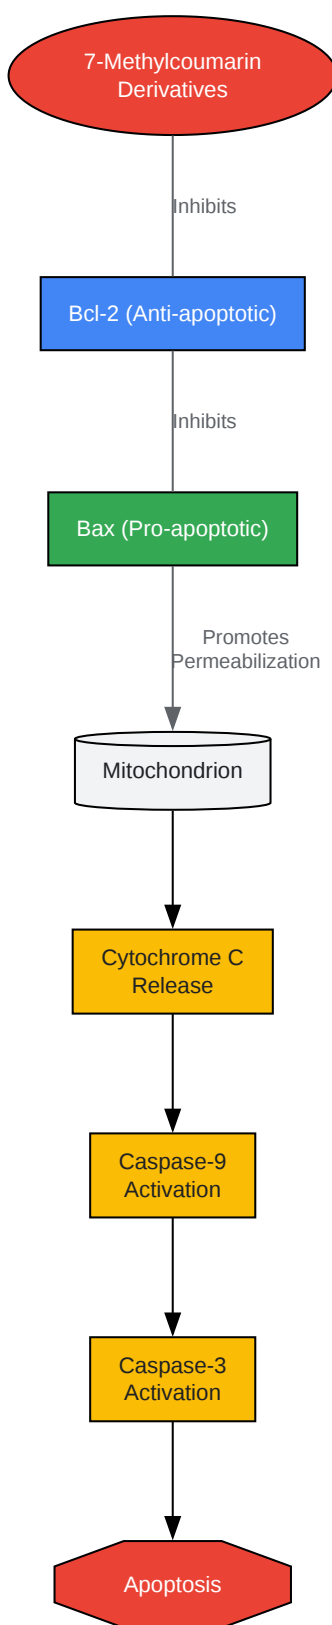 7-Methylcoumarin
Derivatives
Inhibits
Bcl-2 (Anti-apoptotic)
Inhibits
Bax (Pro-apoptotic)
Promotes
Permeabilization
Mitochondrion
Cytochrome C
Release
Caspase-9
Activation
Caspase-3
Activation
Apoptosis